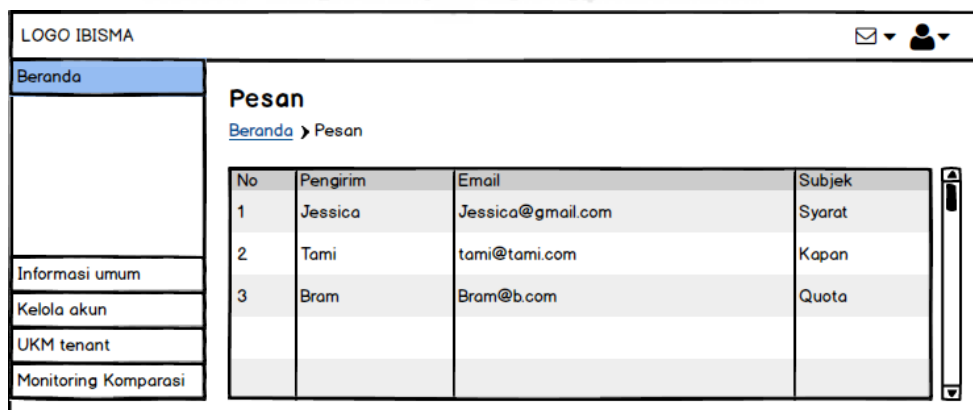 LOGO IBISMA
Beranda
Pesan
Beranda > Pesan
No Pengirim Email Subjek
1 Jessica Jessica@gmail.com Syarat
2 Tami tami@tami.com Kapan
3 Bram Bram@b.com Quota
Informasi umum
Kelola akun
UKM tenant
Monitoring Komparasi